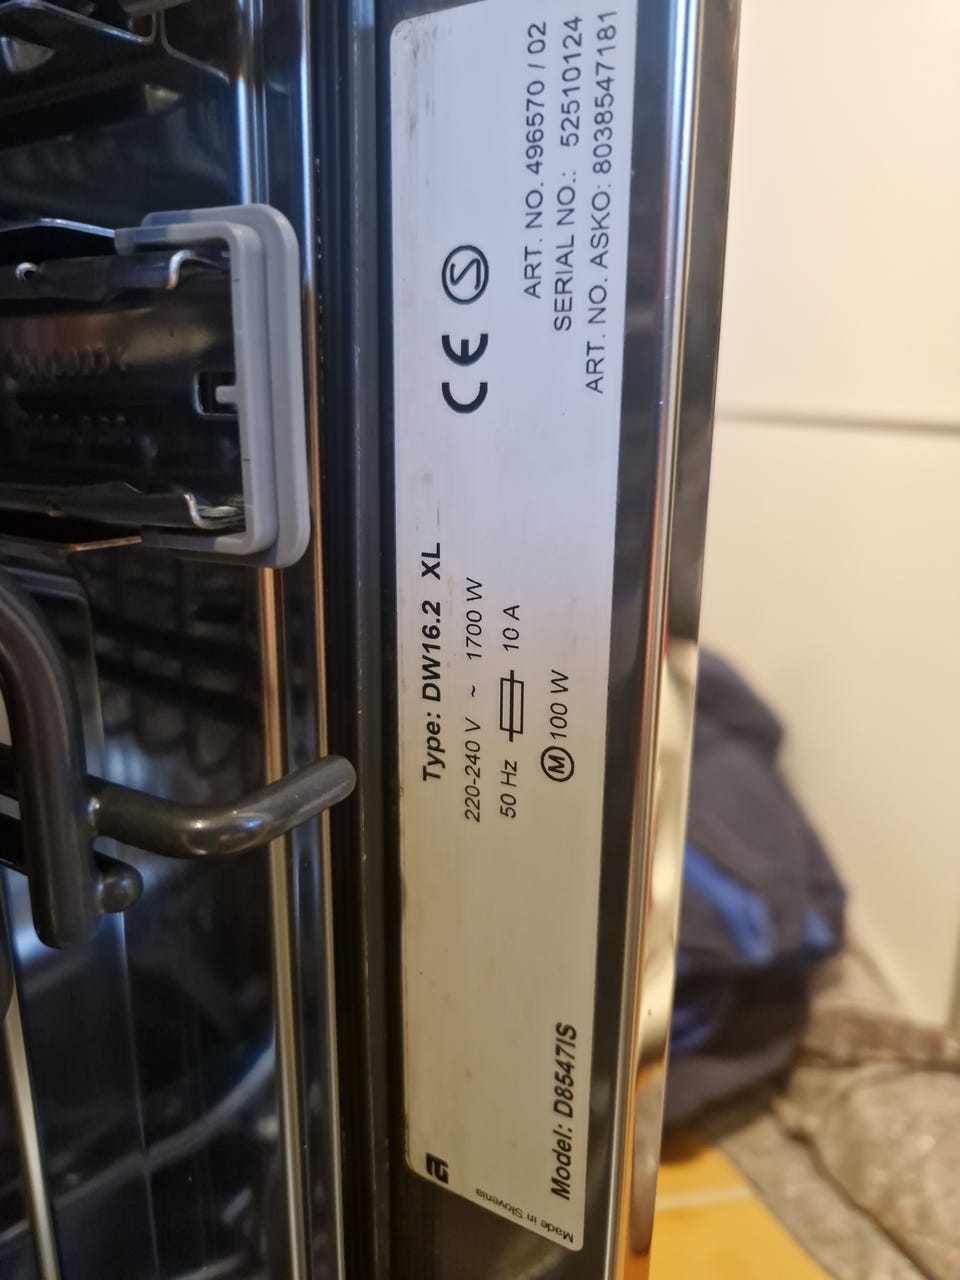 a
Made in Slovenia
Model: D8547IS
Type: DW16.2 XL
220-240 V ~ 1700 W
50 Hz 10 A
M 100 W
CE S
ART. NO. 496570 / 02
SERIAL NO.: 52510124
ART. NO. ASKO: 8038547181